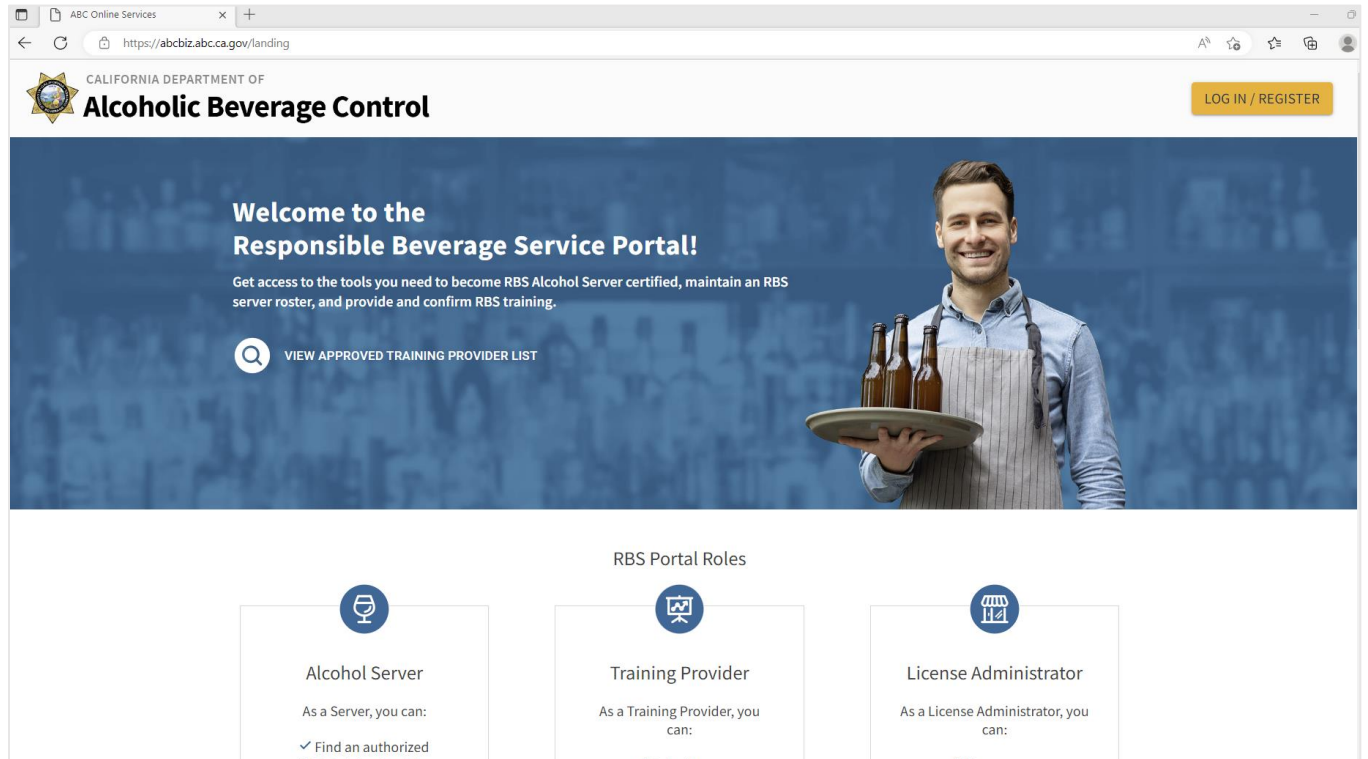 ABC Online Services
https://abcbiz.abc.ca.gov/landing
CALIFORNIA DEPARTMENT OF
Alcoholic Beverage Control
LOG IN / REGISTER
Welcome to the
Responsible Beverage Service Portal!
Get access to the tools you need to become RBS Alcohol Server certified, maintain an RBS
server roster, and provide and confirm RBS training.
VIEW APPROVED TRAINING PROVIDER LIST
RBS Portal Roles
Alcohol Server
As a Server, you can:
✓ Find an authorized
Training Provider
As a Training Provider, you
can:
License Administrator
As a License Administrator, you
can: